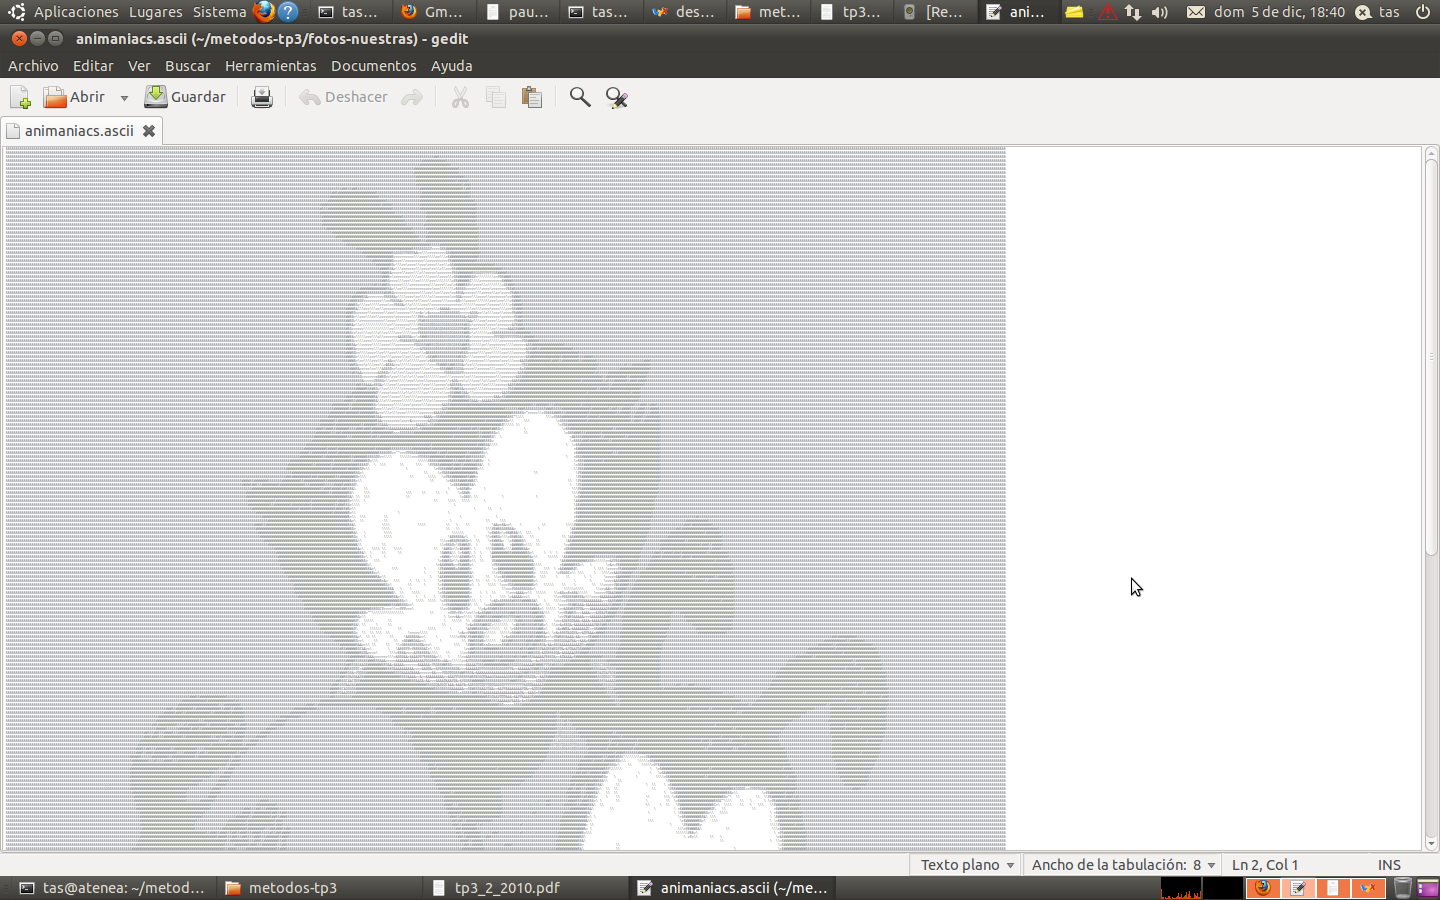 Aplicaciones Lugares Sistema tas... Gm... pau... tas... des... met... tp3... [Re... ani... dom 5 de dic, 18:40 tas
animaniacs.ascii (~/metodos-tp3/fotos-nuestras) - gedit
Archivo Editar Ver Buscar Herramientas Documentos Ayuda
Abrir Guardar Deshacer
animaniacs.ascii
Texto plano Ancho de la tabulación: 8 Ln 2, Col 1 INS
tas@atenea: ~/metod... metodos-tp3 tp3_2_2010.pdf animaniacs.ascii (~/me...